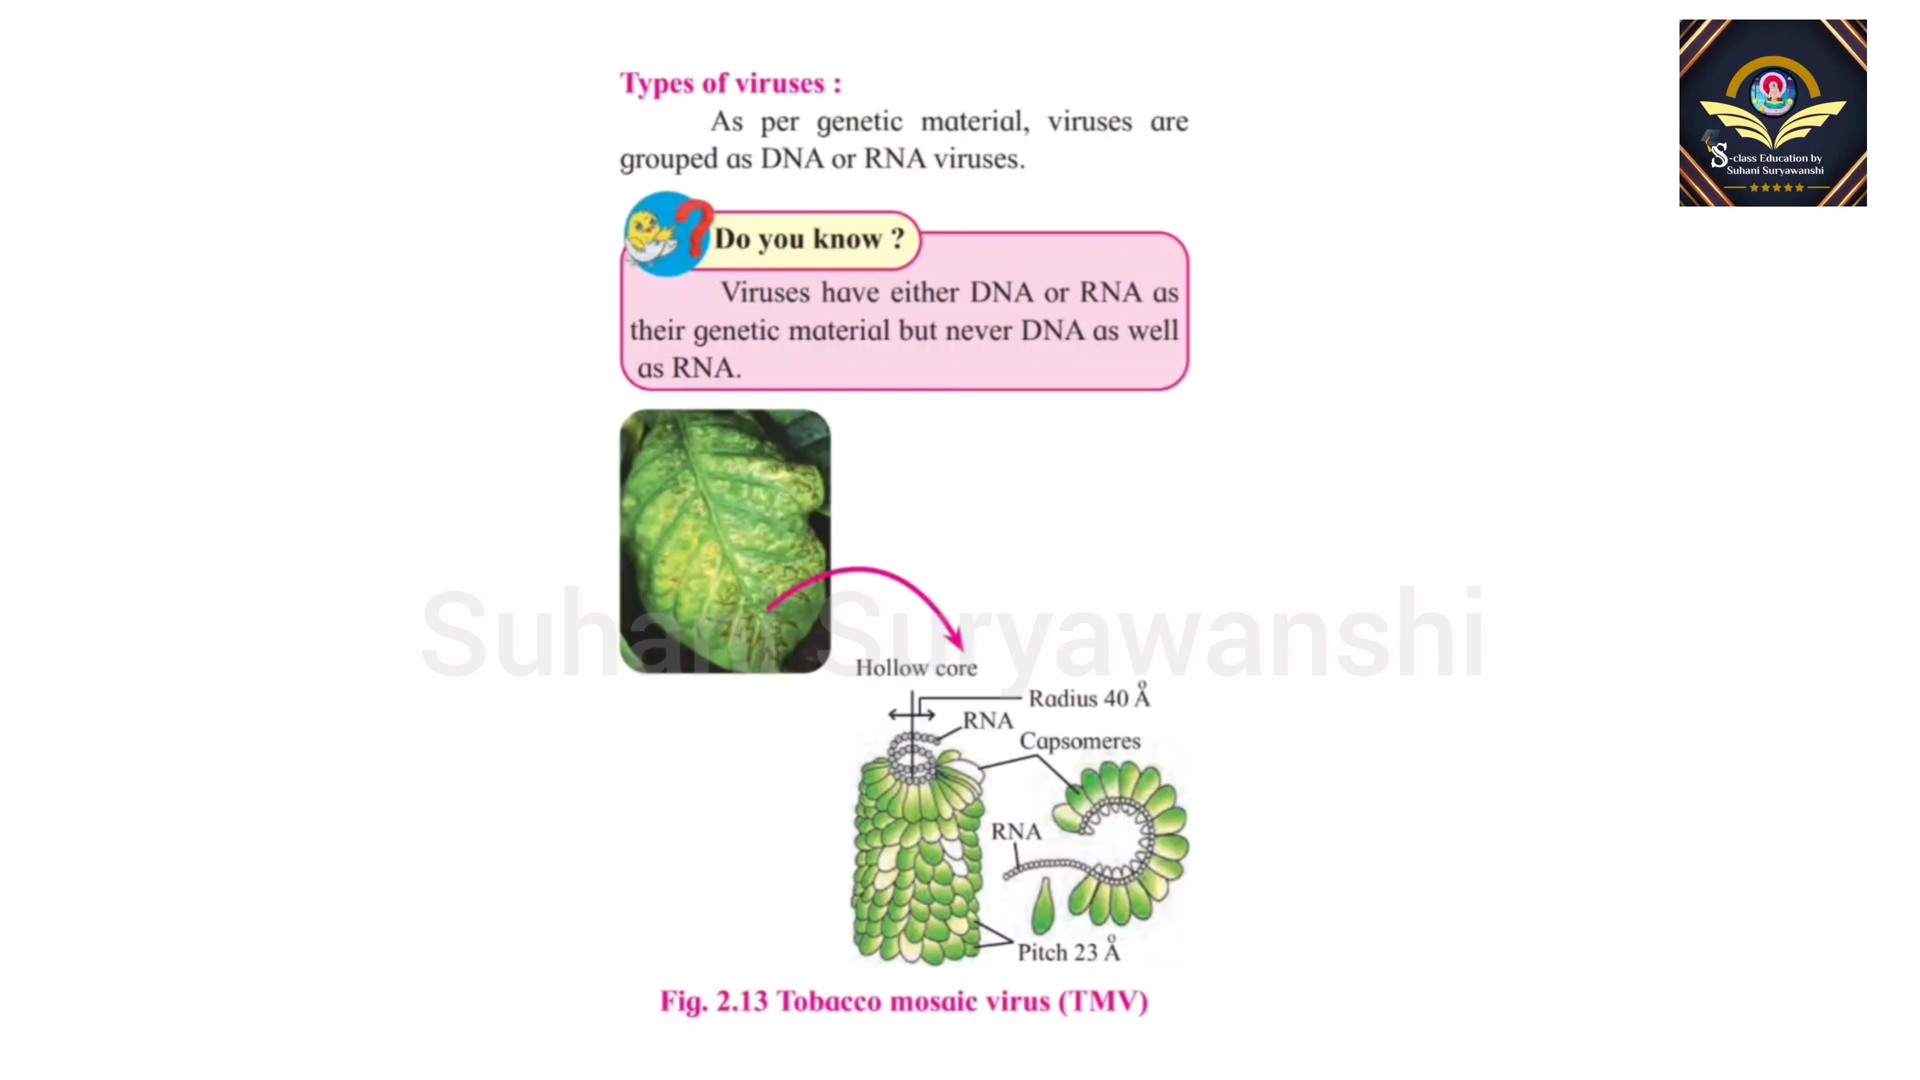 Types of viruses :
As per genetic material, viruses are
grouped as DNA or RNA viruses.
Do you know ?
Viruses have either DNA or RNA as
their genetic material but never DNA as well
as RNA.
Hollow core
Radius 40 Å
RNA
Capsomeres
RNA
Pitch 23 Å
Fig. 2.13 Tobacco mosaic virus (TMV)
Suhani Suryawanshi
S-class Education by
Suhani Suryawanshi